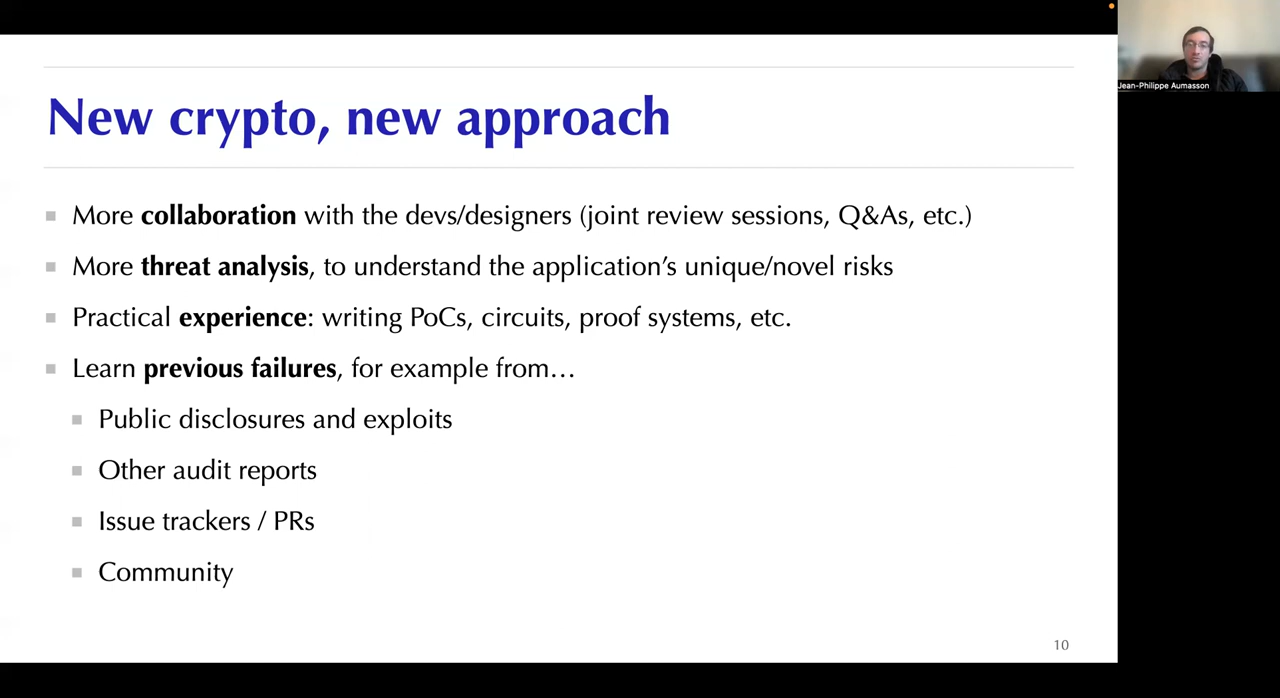 Jean-Philippe Aumasson
New crypto, new approach
More collaboration with the devs/designers (joint review sessions, Q&As, etc.)
More threat analysis, to understand the application’s unique/novel risks
Practical experience: writing PoCs, circuits, proof systems, etc.
Learn previous failures, for example from…
Public disclosures and exploits
Other audit reports
Issue trackers / PRs
Community
10